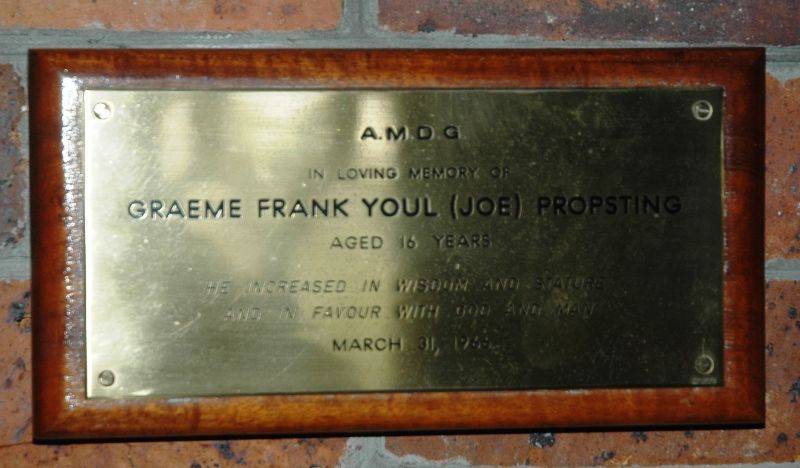 A.M.D.G.
IN LOVING MEMORY OF
GRAEME FRANK YOUL (JOE) PROPSTING
AGED 16 YEARS
HE INCREASED IN WISDOM AND STATURE
AND IN FAVOUR WITH GOD AND MAN
MARCH 31,